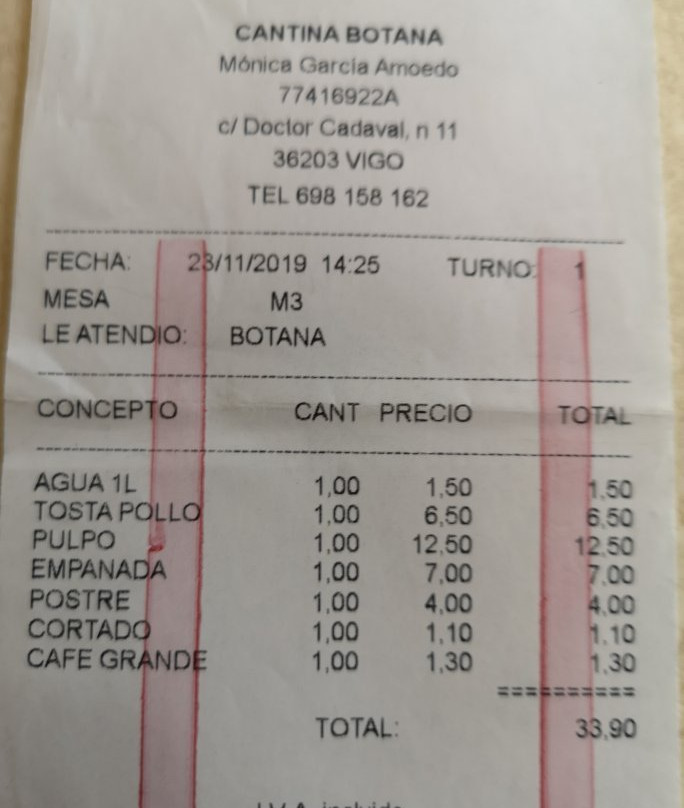 CANTINA BOTANA
Mónica García Amoedo
77416922A
c/ Doctor Cadaval, n 11
36203 VIGO
TEL 698 158 162
FECHA: 23/11/2019 14:25 TURNO: 1
MESA M3
LE ATENDIO: BOTANA
CONCEPTO CANT PRECIO TOTAL
AGUA 1L 1,00 1,50 1,50
TOSTA POLLO 1,00 6,50 6,50
PULPO 1,00 12,50 12,50
EMPANADA 1,00 7,00 7,00
POSTRE 1,00 4,00 4,00
CORTADO 1,00 1,10 1,10
CAFE GRANDE 1,00 1,30 1,30
==========
TOTAL: 33,90
I.V.A. incluido